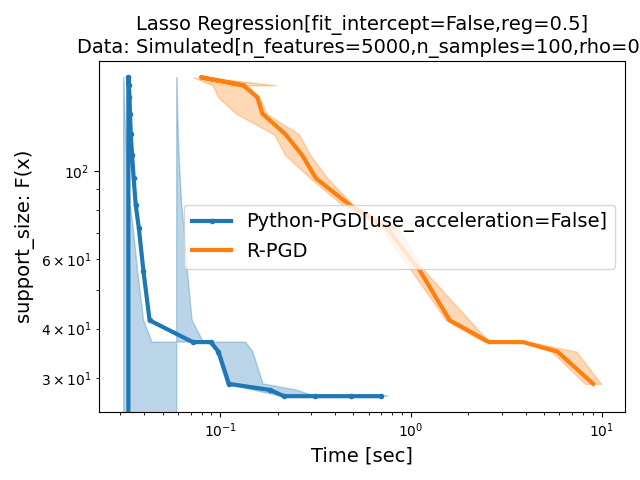 Lasso Regression[fit_intercept=False,reg=0.5]
Data: Simulated[n_features=5000,n_samples=100,rho=0
support_size: F(x)
10²
6 × 10¹
4 × 10¹
3 × 10¹
Python-PGD[use_acceleration=False]
R-PGD
10⁻¹ 10⁰ 10¹
Time [sec]